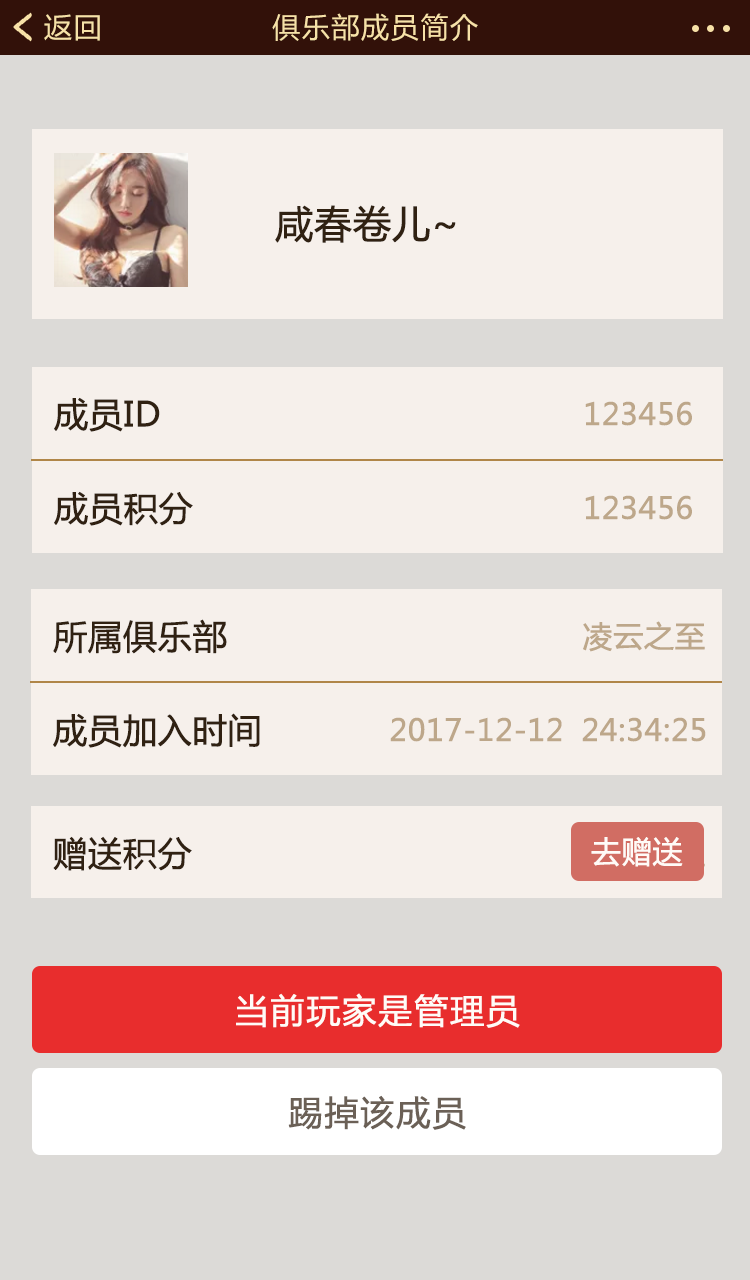 返回 俱乐部成员简介
咸春卷儿~
成员ID 123456
成员积分 123456
所属俱乐部 凌云之至
成员加入时间 2017-12-12 24:34:25
赠送积分 去赠送
当前玩家是管理员
踢掉该成员